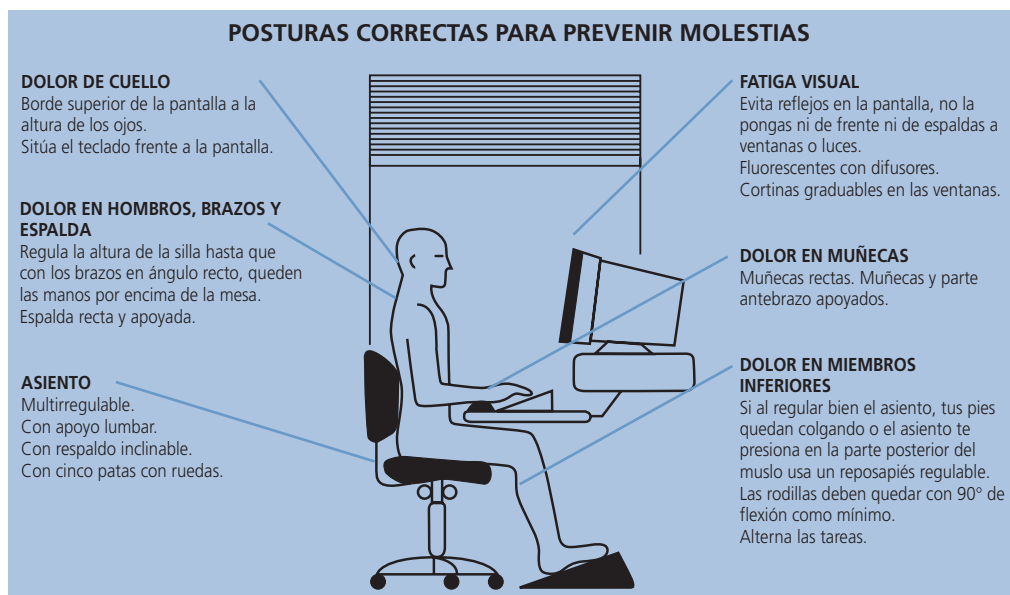 POSTURAS CORRECTAS PARA PREVENIR MOLESTIAS
DOLOR DE CUELLO
Borde superior de la pantalla a la
altura de los ojos.
Sitúa el teclado frente a la pantalla.
DOLOR EN HOMBROS, BRAZOS Y
ESPALDA
Regula la altura de la silla hasta que
con los brazos en ángulo recto, queden
las manos por encima de la mesa.
Espalda recta y apoyada.
ASIENTO
Multirregulable.
Con apoyo lumbar.
Con respaldo inclinable.
Con cinco patas con ruedas.
FATIGA VISUAL
Evita reflejos en la pantalla, no la
pongas ni de frente ni de espaldas a
ventanas o luces.
Fluorescentes con difusores.
Cortinas graduables en las ventanas.
DOLOR EN MUÑECAS
Muñecas rectas. Muñecas y parte
antebrazo apoyados.
DOLOR EN MIEMBROS
INFERIORES
Si al regular bien el asiento, tus pies
quedan colgando o el asiento te
presiona en la parte posterior del
muslo usa un reposapiés regulable.
Las rodillas deben quedar con 90° de
flexión como mínimo.
Alterna las tareas.